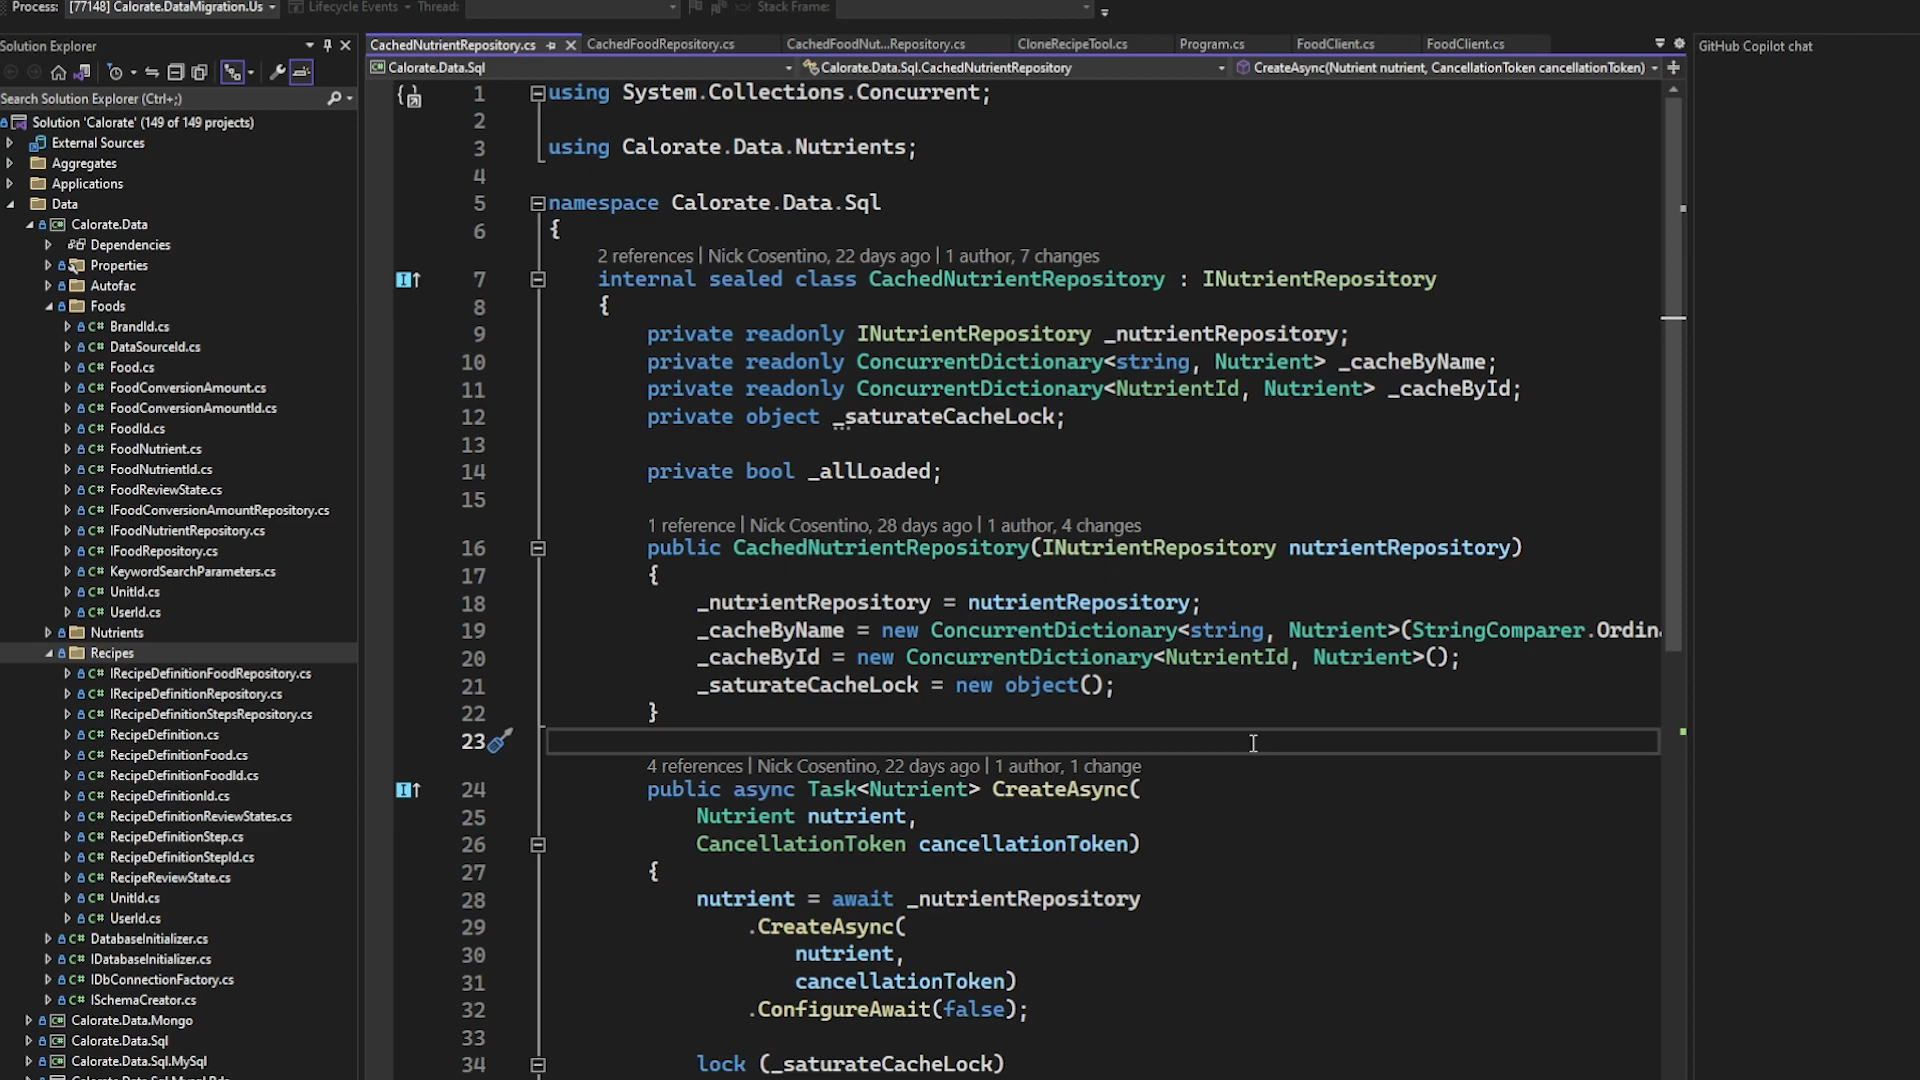 Process: [77148] Calorate.DataMigration.Us Lifecycle Events Thread: Stack Frame:
Solution Explorer
Search Solution Explorer (Ctrl+;)
Solution 'Calorate' (149 of 149 projects)
External Sources
Aggregates
Applications
Data
Calorate.Data
Dependencies
Properties
Autofac
Foods
C# BrandId.cs
C# DataSourceId.cs
C# Food.cs
C# FoodConversionAmount.cs
C# FoodConversionAmountId.cs
C# FoodId.cs
C# FoodNutrient.cs
C# FoodNutrientId.cs
C# FoodReviewState.cs
C# IFoodConversionAmountRepository.cs
C# IFoodNutrientRepository.cs
C# IFoodRepository.cs
C# KeywordSearchParameters.cs
C# UnitId.cs
C# UserId.cs
Nutrients
Recipes
C# IRecipeDefinitionFoodRepository.cs
C# IRecipeDefinitionRepository.cs
C# IRecipeDefinitionStepsRepository.cs
C# RecipeDefinition.cs
C# RecipeDefinitionFood.cs
C# RecipeDefinitionFoodId.cs
C# RecipeDefinitionId.cs
C# RecipeDefinitionReviewStates.cs
C# RecipeDefinitionStep.cs
C# RecipeDefinitionStepId.cs
C# RecipeReviewState.cs
C# UnitId.cs
C# UserId.cs
C# DatabaseInitializer.cs
C# IDatabaseInitializer.cs
C# IDbConnectionFactory.cs
C# ISchemaCreator.cs
Calorate.Data.Mongo
Calorate.Data.Sql
Calorate.Data.Sql.MySql
CachedNutrientRepository.cs CachedFoodRepository.cs CachedFoodNut...Repository.cs CloneRecipeTool.cs Program.cs FoodClient.cs FoodClient.cs
Calorate.Data.Sql Calorate.Data.Sql.CachedNutrientRepository CreateAsync(Nutrient nutrient, CancellationToken cancellationToken)
1 using System.Collections.Concurrent;
2
3 using Calorate.Data.Nutrients;
4
5 namespace Calorate.Data.Sql
6 {
2 references | Nick Cosentino, 22 days ago | 1 author, 7 changes
7 internal sealed class CachedNutrientRepository : INutrientRepository
8 {
9 private readonly INutrientRepository _nutrientRepository;
10 private readonly ConcurrentDictionary<string, Nutrient> _cacheByName;
11 private readonly ConcurrentDictionary<NutrientId, Nutrient> _cacheById;
12 private object _saturateCacheLock;
13
14 private bool _allLoaded;
15
1 reference | Nick Cosentino, 28 days ago | 1 author, 4 changes
16 public CachedNutrientRepository(INutrientRepository nutrientRepository)
17 {
18 _nutrientRepository = nutrientRepository;
19 _cacheByName = new ConcurrentDictionary<string, Nutrient>(StringComparer.Ordin
20 _cacheById = new ConcurrentDictionary<NutrientId, Nutrient>();
21 _saturateCacheLock = new object();
22 }
23
4 references | Nick Cosentino, 22 days ago | 1 author, 1 change
24 public async Task<Nutrient> CreateAsync(
25 Nutrient nutrient,
26 CancellationToken cancellationToken)
27 {
28 nutrient = await _nutrientRepository
29 .CreateAsync(
30 nutrient,
31 cancellationToken)
32 .ConfigureAwait(false);
33
34 lock (_saturateCacheLock)
GitHub Copilot chat